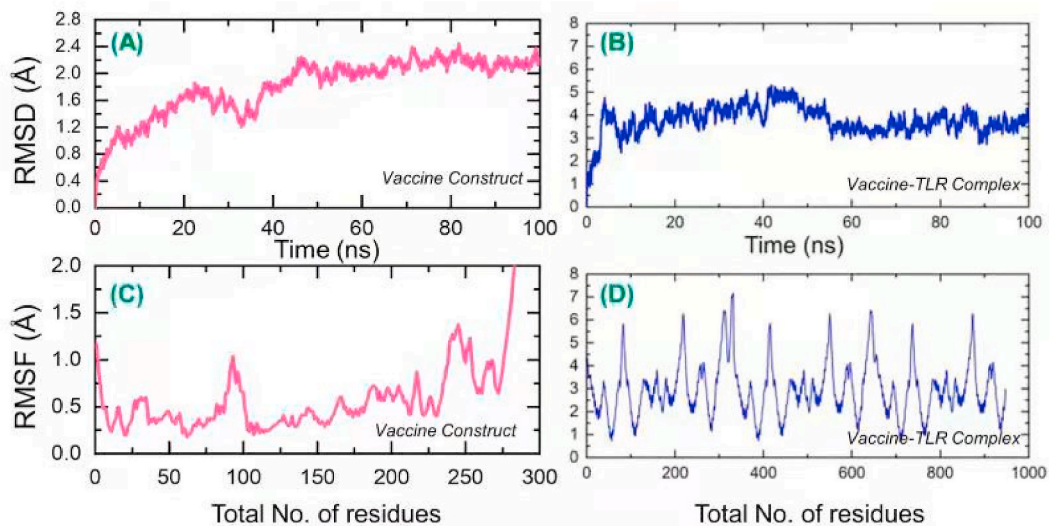 (A)
RMSD (Å)
2.8
2.4
2.0
1.6
1.2
0.8
0.4
0.0
Vaccine Construct
0 20 40 60 80 100
Time (ns)
(B)
8
7
6
5
4
3
2
1
0
Vaccine-TLR Complex
0 20 40 60 80 100
Time (ns)
(C)
RMSF (Å)
2.0
1.5
1.0
0.5
0.0
Vaccine Construct
0 50 100 150 200 250 300
Total No. of residues
(D)
8
7
6
5
4
3
2
1
0
Vaccine-TLR Complex
0 200 400 600 800 1000
Total No. of residues